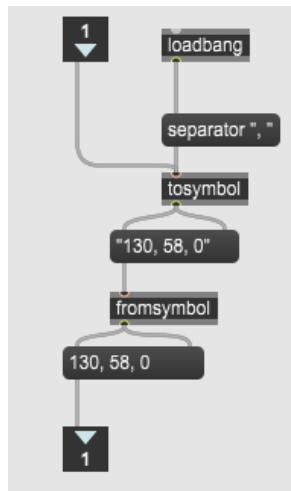 1
loadbang
separator ", "
tosymbol
"130, 58, 0"
fromsymbol
130, 58, 0
1